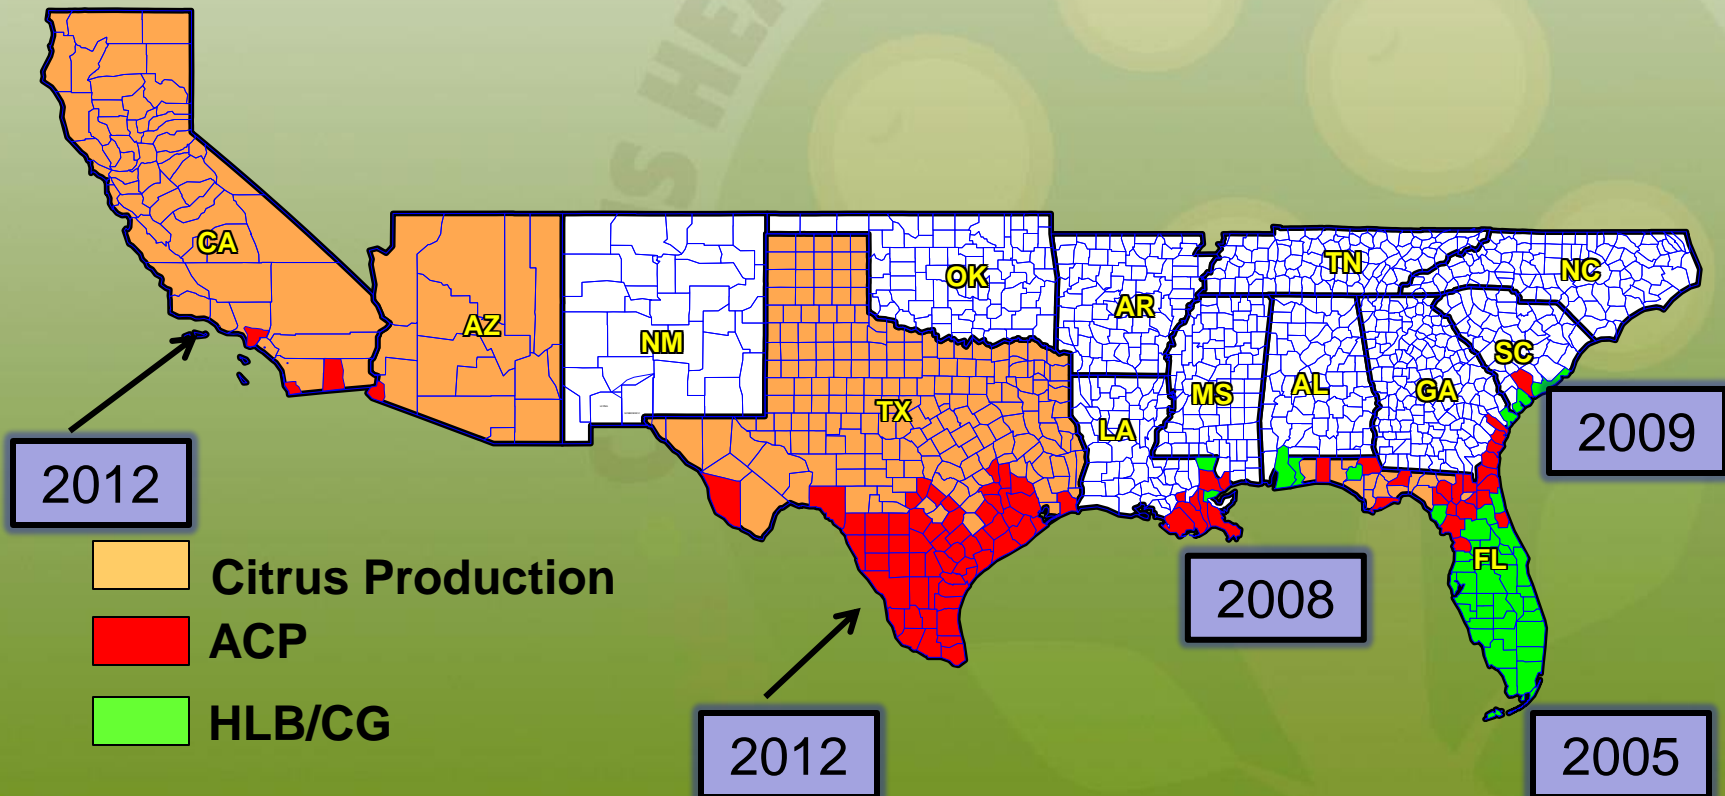 CA
AZ
NM
OK
TX
AR
LA
TN
MS
AL
GA
NC
SC
FL
2012
2012
2008
2009
2005
Citrus Production
ACP
HLB/CG